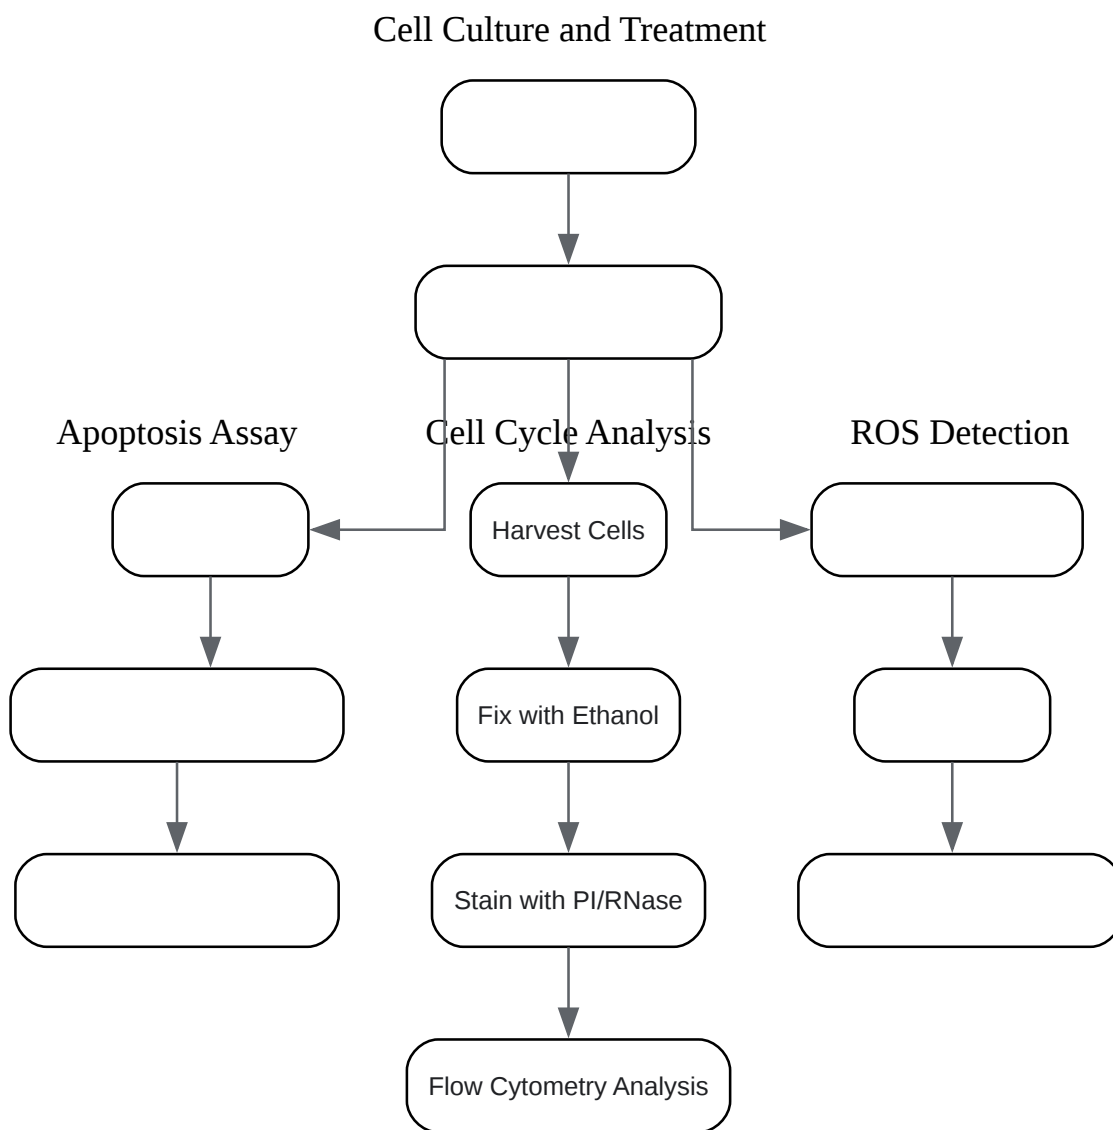 Cell Culture and Treatment
Apoptosis Assay
Cell Cycle Analysis
ROS Detection
Harvest Cells
Fix with Ethanol
Stain with PI/RNase
Flow Cytometry Analysis